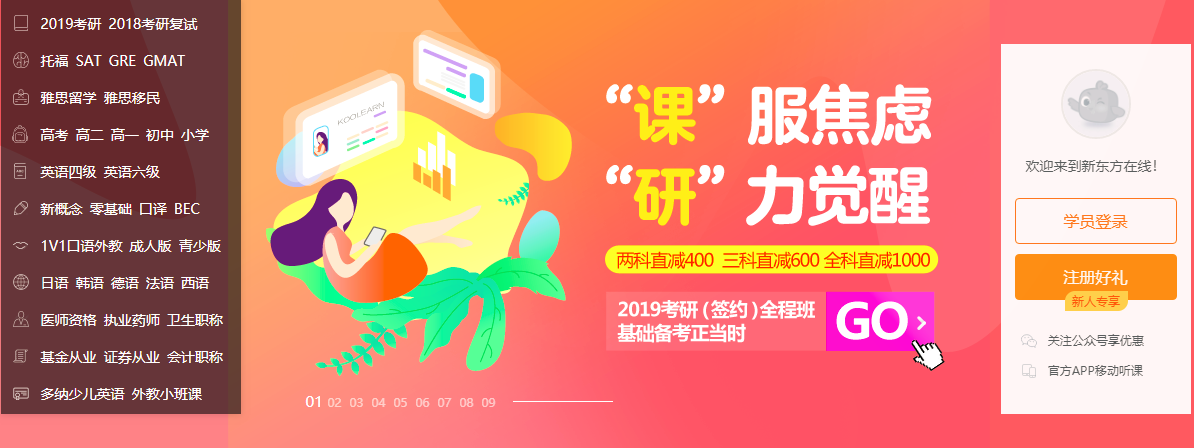 2019考研 2018考研复试
托福 SAT GRE GMAT
雅思留学 雅思移民
高考 高二 高一 初中 小学
英语四级 英语六级
新概念 零基础 口译 BEC
1V1口语外教 成人版 青少版
日语 韩语 德语 法语 西语
医师资格 执业药师 卫生职称
基金从业 证券从业 会计职称
多纳少儿英语 外教小班课
KOOLEARN
“课” 服焦虑
“研” 力觉醒
两科直减400 三科直减600 全科直减1000
2019考研 (签约) 全程班
基础备考正当时
GO
01 02 03 04 05 06 07 08 09
欢迎来到新东方在线!
学员登录
注册好礼
新人专享
关注公众号享优惠
官方APP移动听课